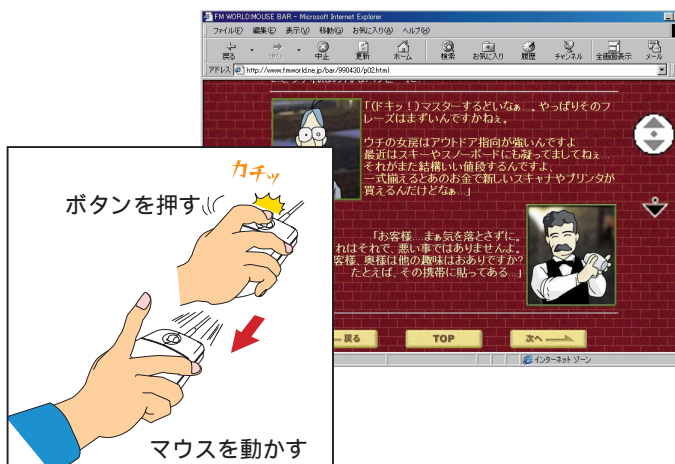 FM WORLD:MOUSE BAR - Microsoft Internet Explorer
ファイル(F) 編集(E) 表示(V) 移動(G) お気に入り(A) ヘルプ(H)
戻る 中止 更新 ホーム 検索 お気に入り 履歴 チャンネル 全画面表示 メール
アドレス http://www.fmworld.ne.jp/bar/990430/p02.html
「(ドキッ!)マスターするどいなぁ...。やっぱりそのフ
レーズはまずいんですかねぇ。
ウチの女房はアウトドア指向が強いんですよ
最近はスキーやスノーボードにも凝ってましてねぇ...
それがまた結構いい値段するんですよ、
一式揃えるとあのお金で新しいスキャナやプリンタが
買えるんだけどなぁ...」
「お客様....まぁ気を落とさずに。
れはそれで、悪い事ではありませんよ。
客様、奥様は他の趣味はおありですか?
たとえば、その携帯に貼ってある...」
戻る TOP 次へ
インターネット ゾーン
カチッ
ボタンを押す
マウスを動かす